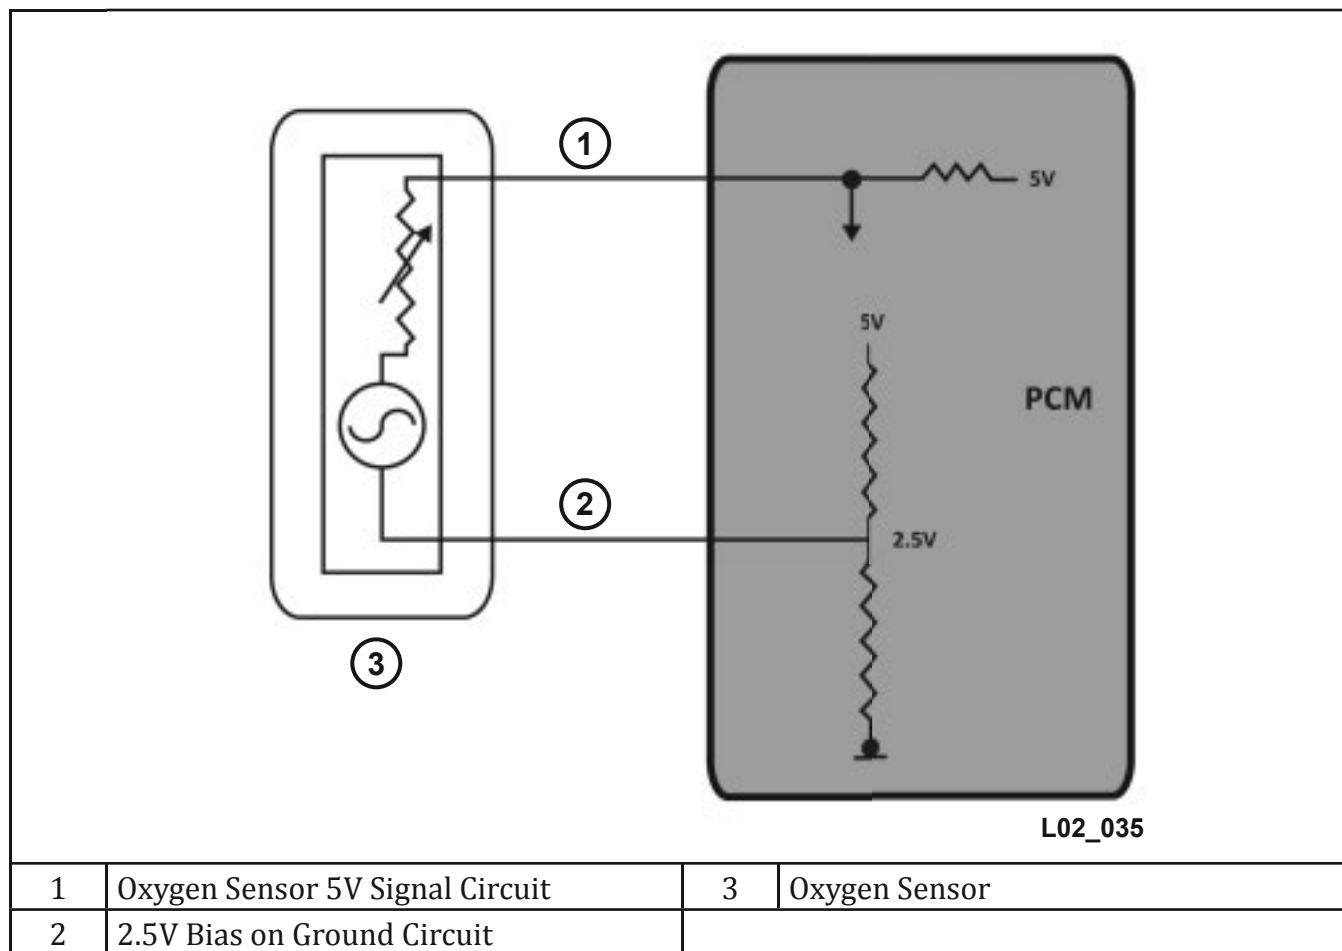 1
5V
5V
PCM
2
2.5V
3
L02_035
1 Oxygen Sensor 5V Signal Circuit 3 Oxygen Sensor
2 2.5V Bias on Ground Circuit